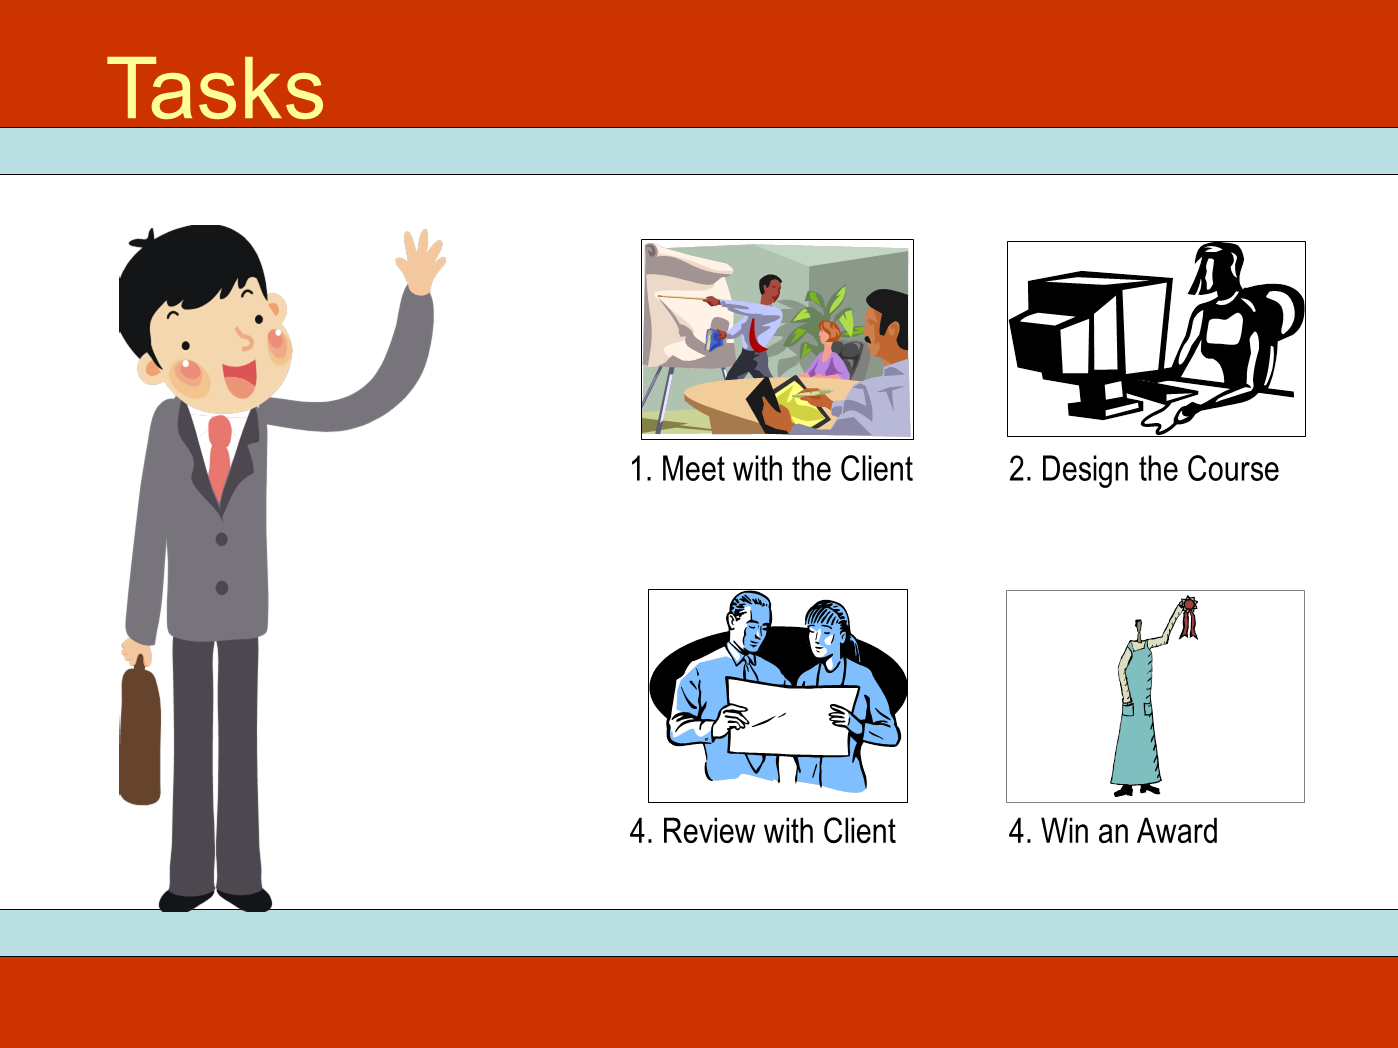 Tasks
1. Meet with the Client
2. Design the Course
4. Review with Client
4. Win an Award